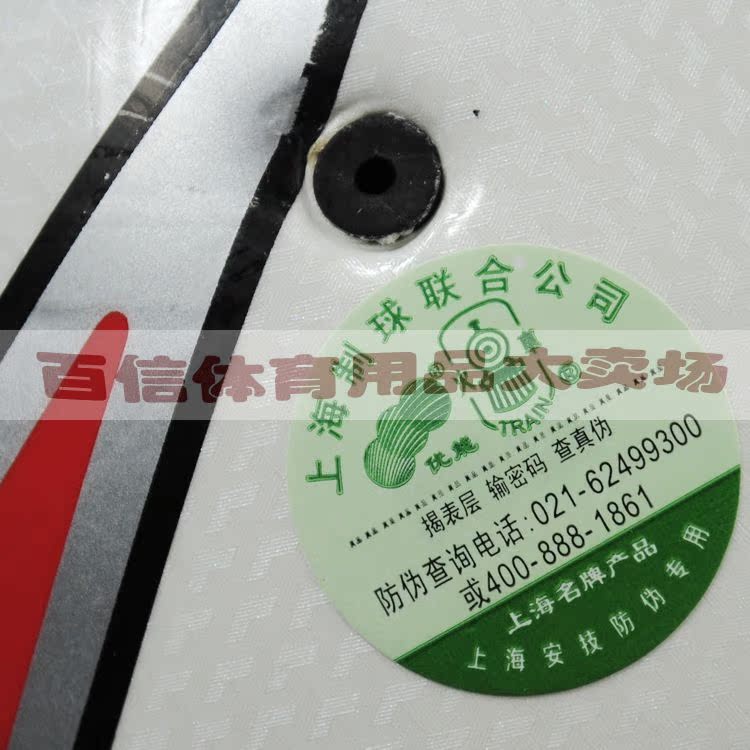 上海制球联合公司
百信体育用品大卖场
优能
TRAIN
揭表层 输密码 查真伪
防伪查询电话:021-62499300
或400-888-1861
上海名牌产品
上海安技防伪专用